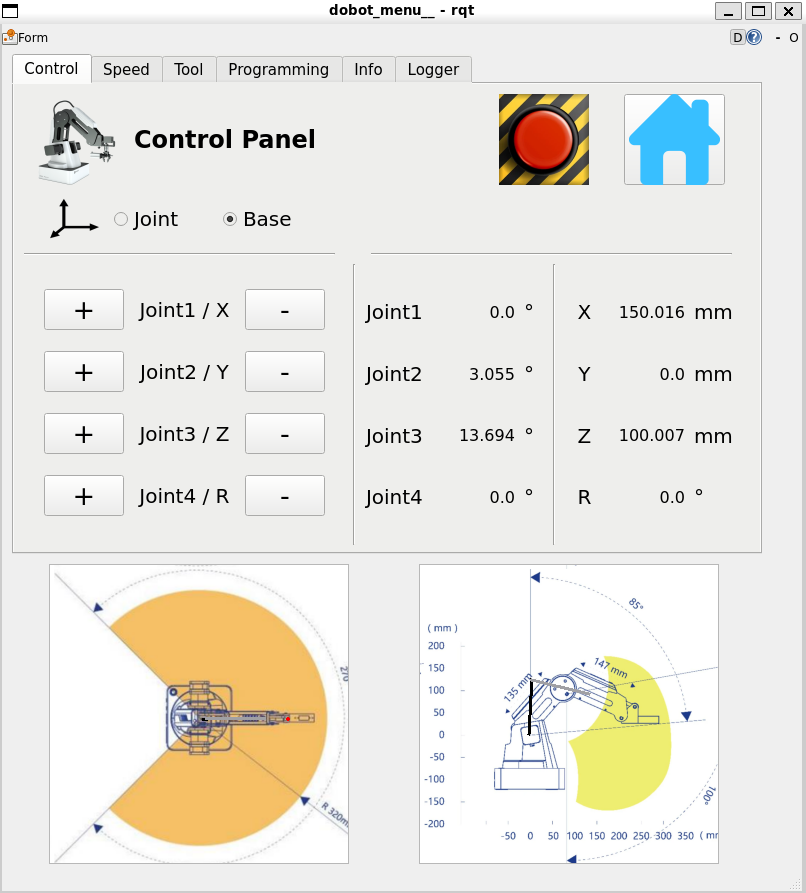 dobot_menu__ - rqt
Form D ? - O
Control Speed Tool Programming Info Logger
Control Panel
Joint Base
+ Joint1 / X - Joint1 0.0 ° X 150.016 mm
+ Joint2 / Y - Joint2 3.055 ° Y 0.0 mm
+ Joint3 / Z - Joint3 13.694 ° Z 100.007 mm
+ Joint4 / R - Joint4 0.0 ° R 0.0 °
270
R 320m
85°
( mm )
200
150
100
50
0
-50
-100
-150
-200
135 mm
147 mm
100°
-50 0 50 100 150 200 250 300 350 ( mm